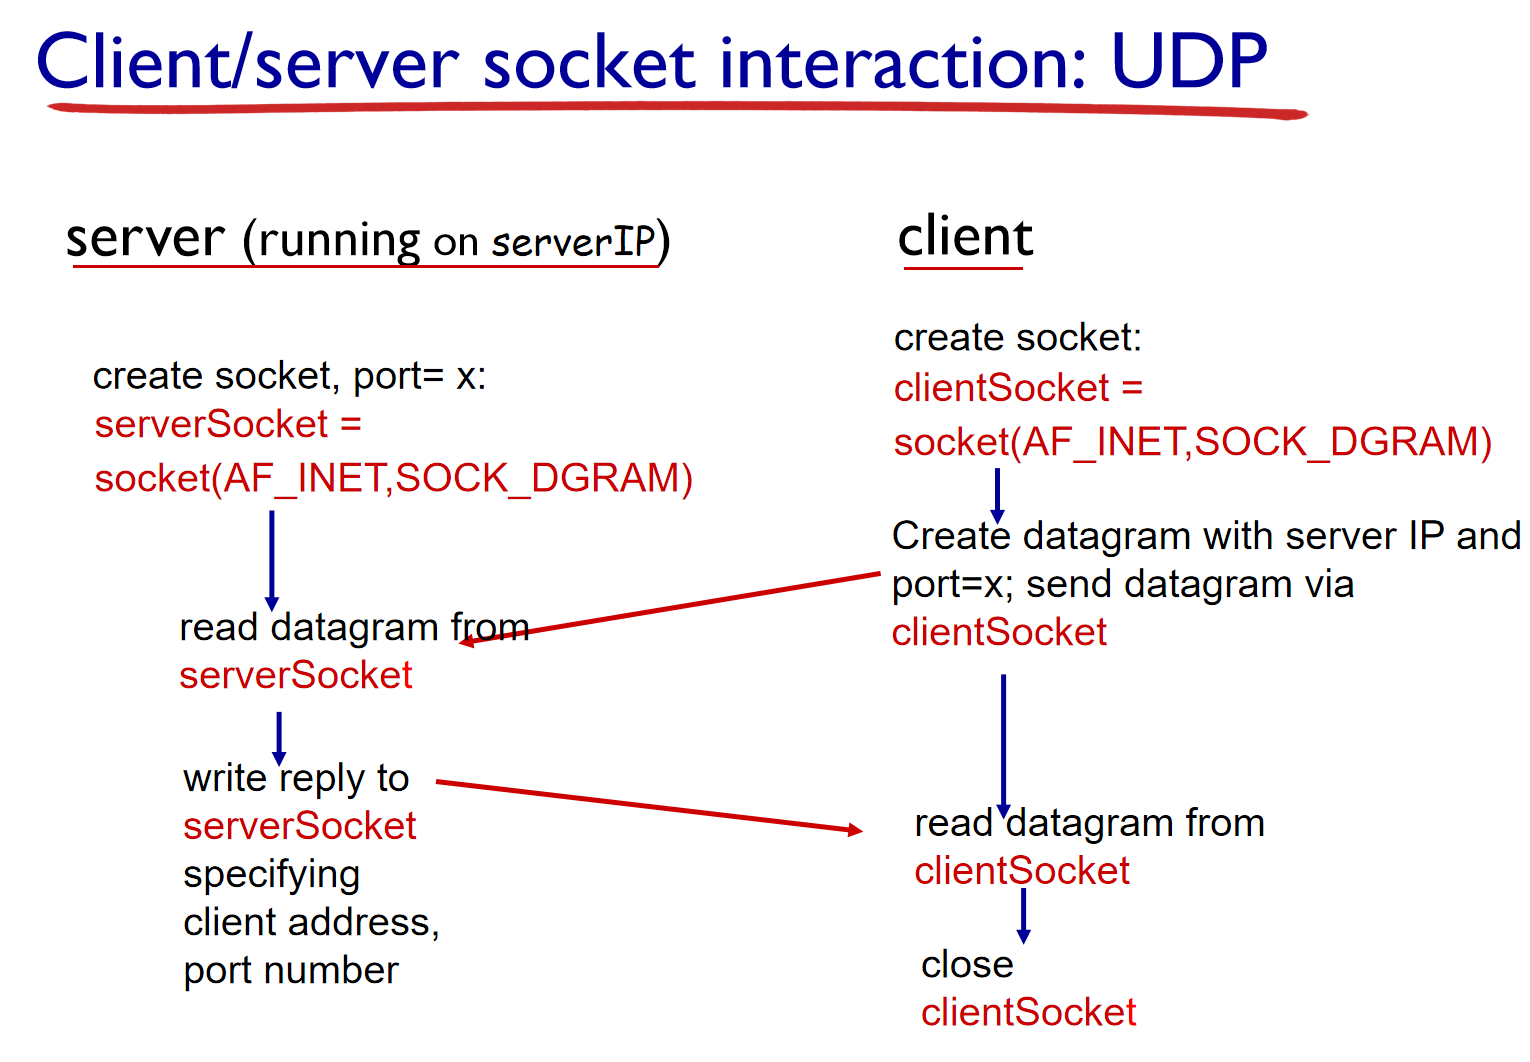 Client/server socket interaction: UDP
server (running on serverIP)
create socket, port= x:
serverSocket =
socket(AF_INET,SOCK_DGRAM)
read datagram from
serverSocket
write reply to
serverSocket
specifying
client address,
port number
client
create socket:
clientSocket =
socket(AF_INET,SOCK_DGRAM)
Create datagram with server IP and
port=x; send datagram via
clientSocket
read datagram from
clientSocket
close
clientSocket